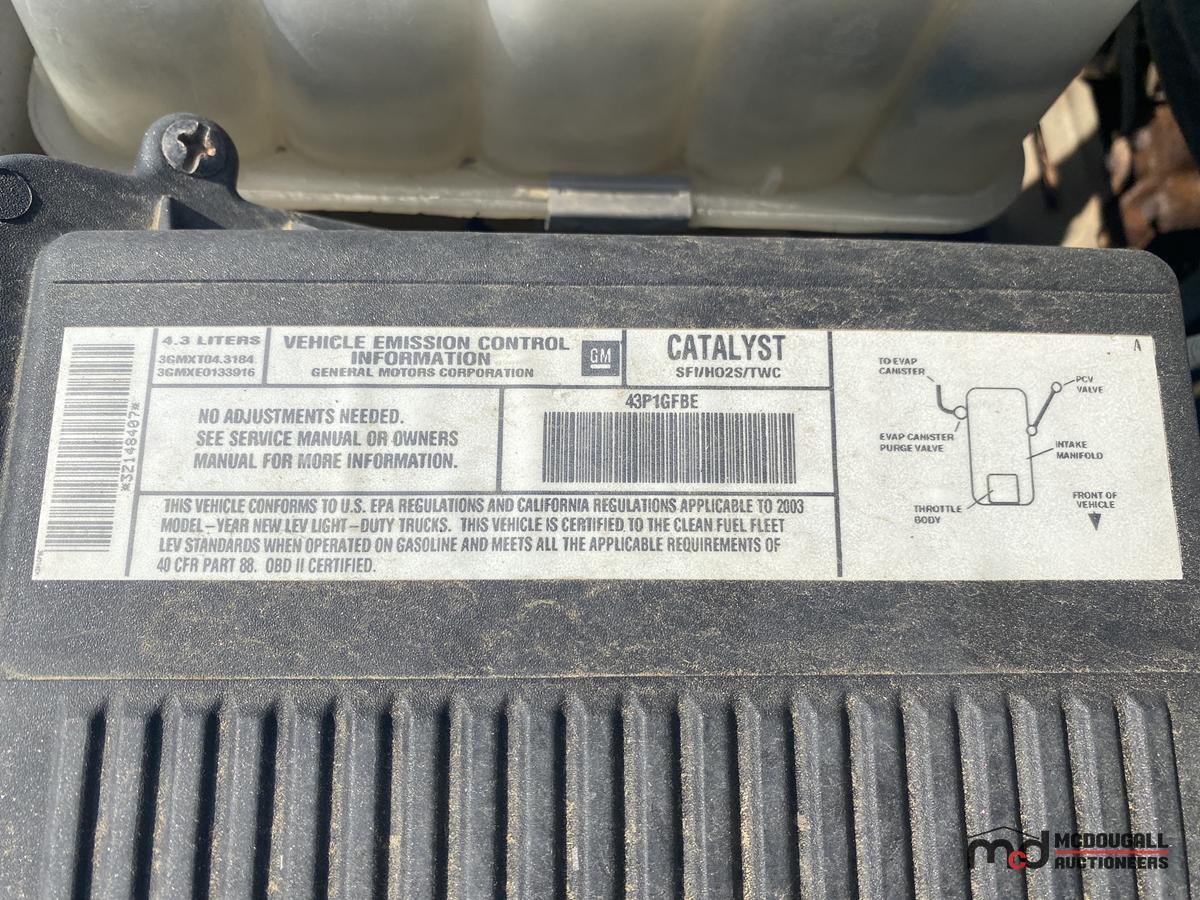 4.3 LITERS
3GMXT04.3184
3GMXE0133916
VEHICLE EMISSION CONTROL
INFORMATION
GENERAL MOTORS CORPORATION
GM
CATALYST
SFI/HO2S/TWC
*32148407*
NO ADJUSTMENTS NEEDED.
SEE SERVICE MANUAL OR OWNERS
MANUAL FOR MORE INFORMATION.
43P1GFBE
THIS VEHICLE CONFORMS TO U.S. EPA REGULATIONS AND CALIFORNIA REGULATIONS APPLICABLE TO 2003
MODEL-YEAR NEW LEV LIGHT-DUTY TRUCKS. THIS VEHICLE IS CERTIFIED TO THE CLEAN FUEL FLEET
LEV STANDARDS WHEN OPERATED ON GASOLINE AND MEETS ALL THE APPLICABLE REQUIREMENTS OF
40 CFR PART 88. OBD II CERTIFIED.
A
TO EVAP
CANISTER
PCV
VALVE
EVAP CANISTER
PURGE VALVE
INTAKE
MANIFOLD
THROTTLE
BODY
FRONT OF
VEHICLE
mcd MCDOUGALL
AUCTIONEERS